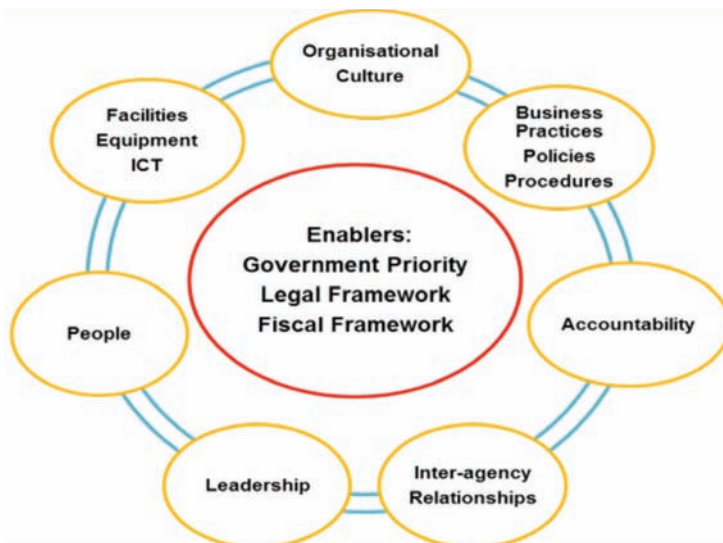 Organisational
Culture
Business
Practices
Policies
Procedures
Accountability
Inter-agency
Relationships
Leadership
People
Facilities
Equipment
ICT
Enablers:
Government Priority
Legal Framework
Fiscal Framework